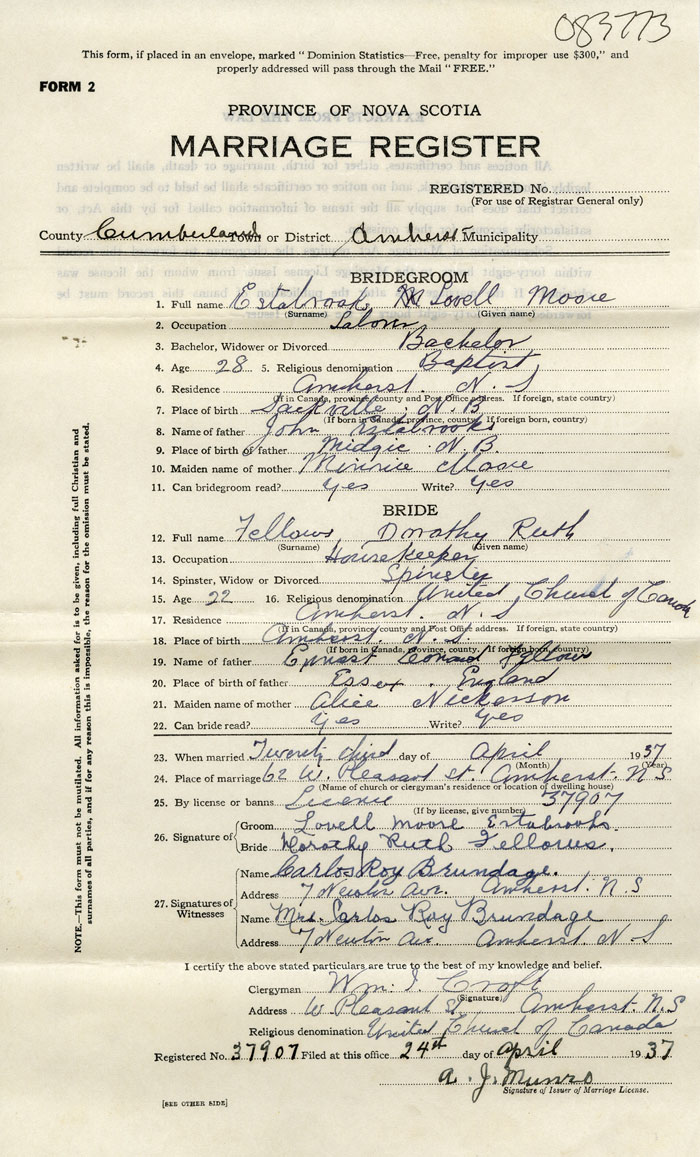 083773
This form, if placed in an envelope, marked "Dominion Statistics—Free, penalty for improper use $300," and
properly addressed will pass through the Mail "FREE."
FORM 2
PROVINCE OF NOVA SCOTIA
MARRIAGE REGISTER
REGISTERED No.
(For use of Registrar General only)
County Cumberland Town or District Amherst Municipality
BRIDEGROOM
1. Full name Estabrook Lovell Moore
(Surname) (Given name)
2. Occupation Laborer
3. Bachelor, Widower or Divorced Bachelor
4. Age 28 5. Religious denomination Baptist
6. Residence Amherst. N. S
(If in Canada, province, county and Post Office address. If foreign, state country)
7. Place of birth Sackville, N. B.
(If born in Canada, province, county. If foreign born, country)
8. Name of father John Estabrooks
9. Place of birth of father Midgic N. B.
10. Maiden name of mother Minnie
11. Can bridegroom read? Yes Write? Yes
BRIDE
12. Full name Fellows, Dorothy Ruth
(Surname) (Given name)
13. Occupation Housekeeper
14. Spinster, Widow or Divorced Spinster
15. Age 22 16. Religious denomination United Church of Canada
17. Residence Amherst. N. S
(If in Canada, province/county and Post Office address. If foreign, state country)
18. Place of birth Amherst. N. S.
(If born in Canada, province, county. If foreign born, country)
19. Name of father Ernest Conrad Fellows
20. Place of birth of father Essex, England
21. Maiden name of mother Alice Nickerson
22. Can bride read? Yes Write? Yes
23. When married Twenty third day of April 1937
(Month) (Year)
24. Place of marriage 62 W. Pleasant St. Amherst. N S
(Name of church or clergyman's residence or location of dwelling house)
25. By license or banns Licence 37907
(If by license, give number)
26. Signature of Groom Lovell Moore Estabrooks.
Bride Dorothy Ruth Fellows.
27. Signatures of Witnesses
Name Carlos Roy Brundage.
Address 7 Newton Ave. Amherst. N. S
Name Mrs. Carlos Roy Brundage
Address 7 Newton Av. Amherst. N. S
I certify the above stated particulars are true to the best of my knowledge and belief.
Clergyman Wm. I. Croft
(Signature)
Address W. Pleasant St, Amherst. N. S
Religious denomination United Church of Canada
Registered No. 37907 Filed at this office 24th day of April 1937
A. J. Munro
Signature of Issuer of Marriage License.
[SEE OTHER SIDE]
NOTE.—This form must not be mutilated. All information asked for is to be given, including full Christian and
surnames of all parties, and if for any reason this is impossible, the reason for the omission must be stated.